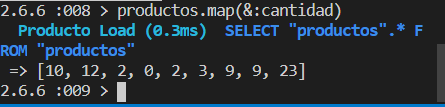 2.6.6 :008 > productos.map(&:cantidad)
Producto Load (0.3ms)  SELECT "productos".* F
ROM "productos"
=> [10, 12, 2, 0, 2, 3, 9, 9, 23]
2.6.6 :009 >